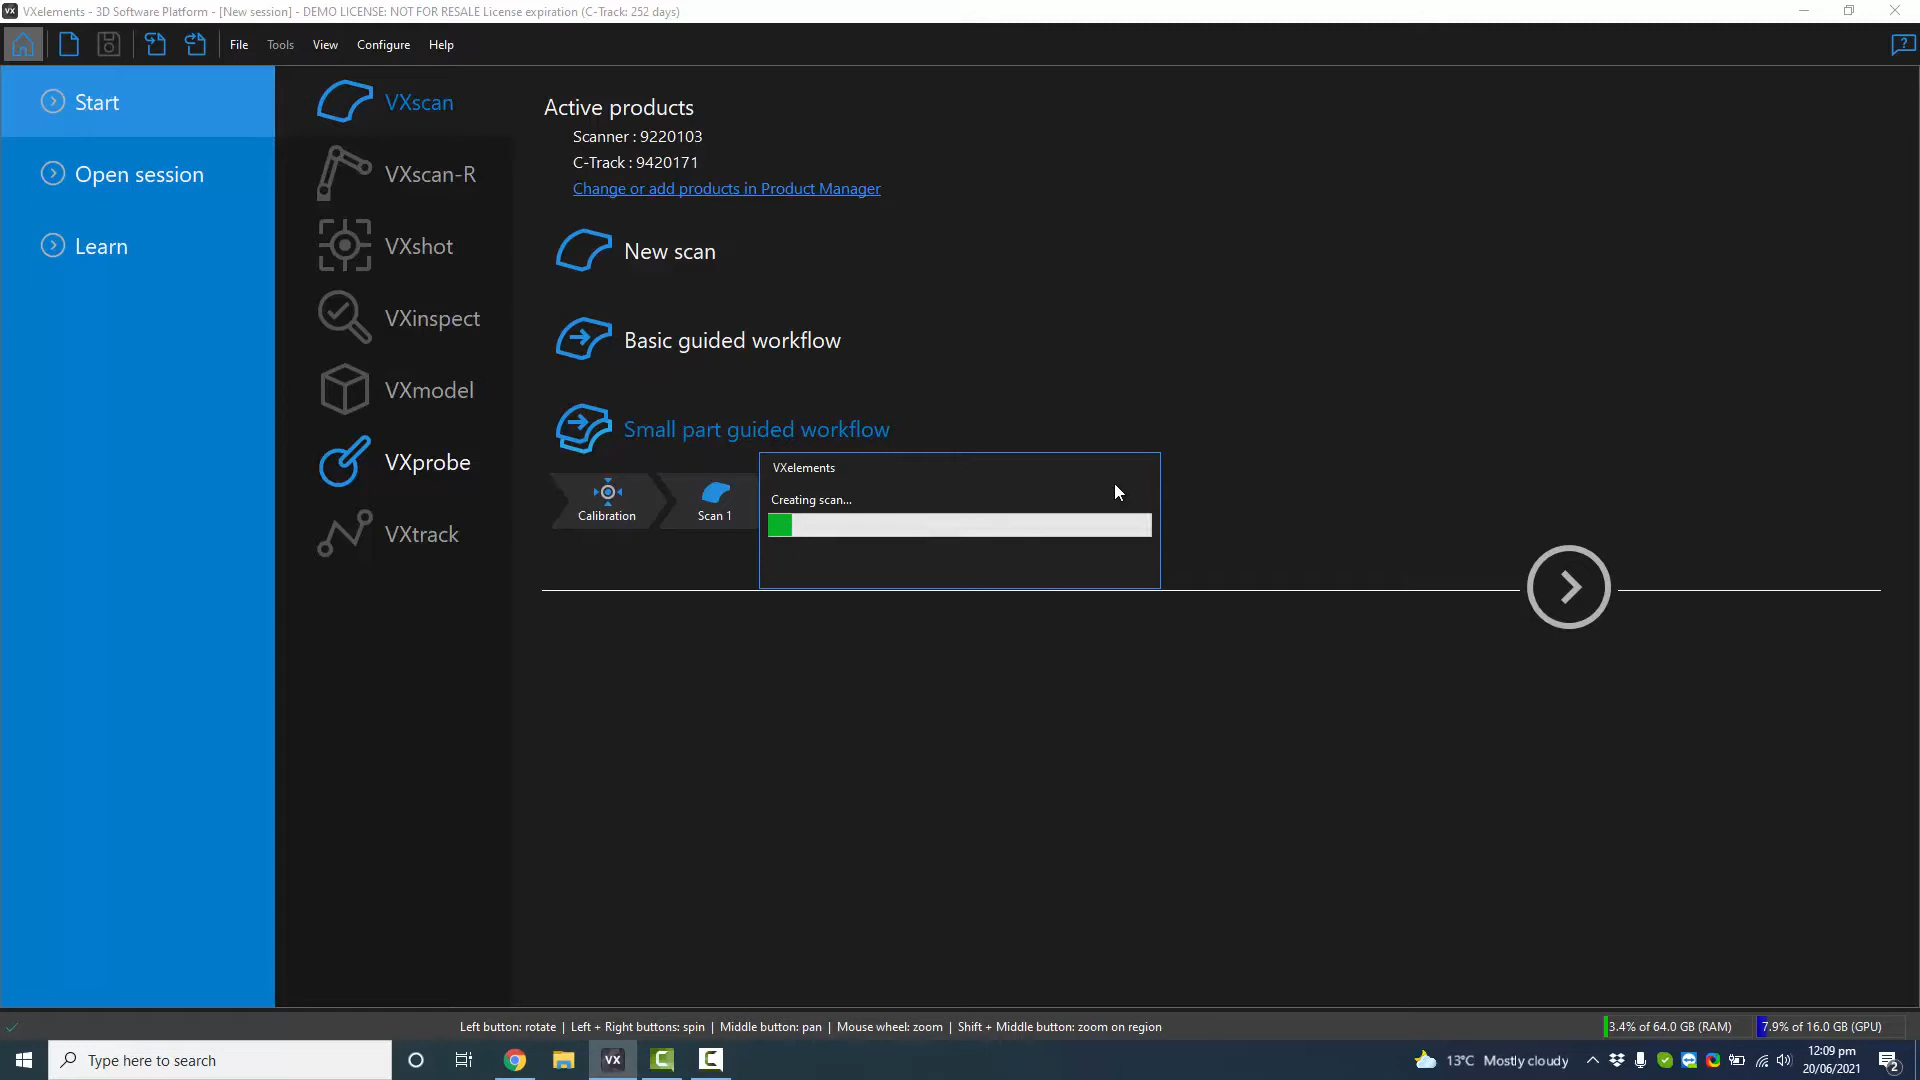 VXelements - 3D Software Platform - [New session] - DEMO LICENSE: NOT FOR RESALE License expiration (C-Track: 252 days)
File Tools View Configure Help
Start
Open session
Learn
VXscan
VXscan-R
VXshot
VXinspect
VXmodel
VXprobe
VXtrack
Active products
Scanner : 9220103
C-Track : 9420171
Change or add products in Product Manager
New scan
Basic guided workflow
Small part guided workflow
Calibration
Scan 1
VXelements
Creating scan...
Left button: rotate | Left + Right buttons: spin | Middle button: pan | Mouse wheel: zoom | Shift + Middle button: zoom on region
3.4% of 64.0 GB (RAM)
7.9% of 16.0 GB (GPU)
Type here to search
VX
13°C Mostly cloudy
12:09 pm
20/06/2021
2